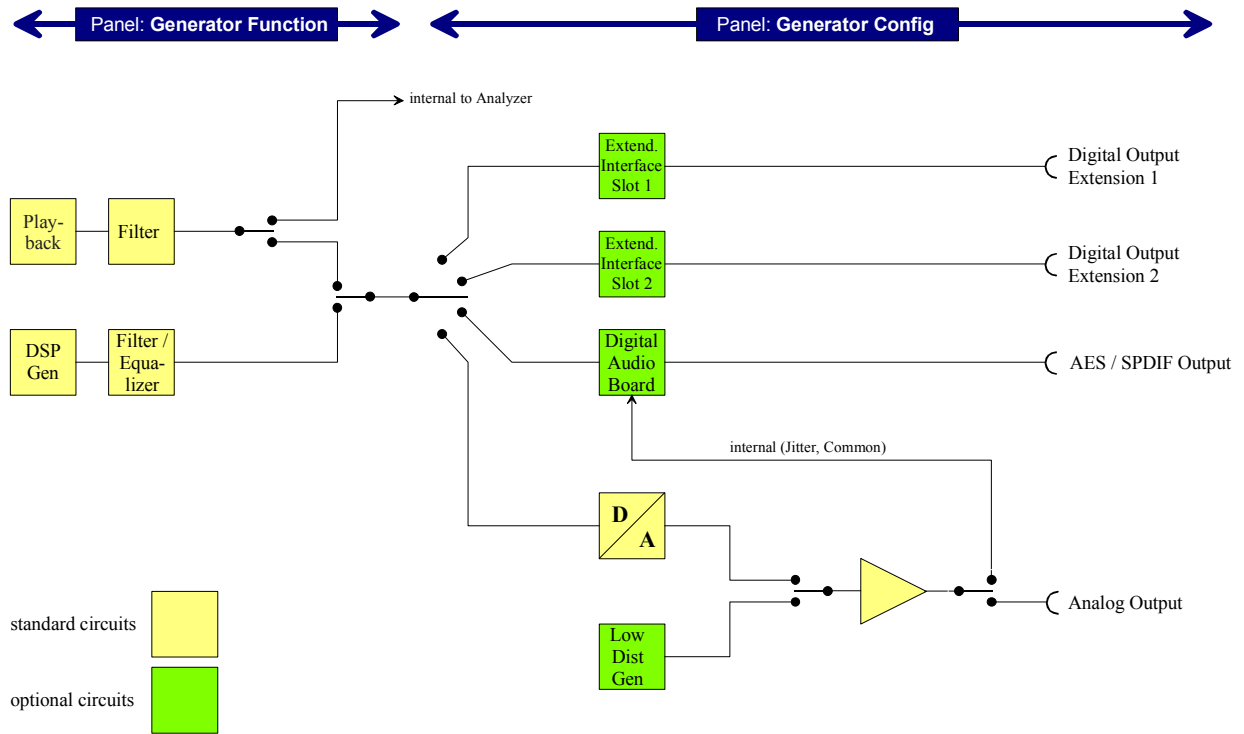 Panel: Generator Function
Panel: Generator Config
internal to Analyzer
Extend.
Interface
Slot 1
Digital Output
Extension 1
Play-
back
Filter
Extend.
Interface
Slot 2
Digital Output
Extension 2
DSP
Gen
Filter /
Equa-
lizer
Digital
Audio
Board
AES / SPDIF Output
internal (Jitter, Common)
D
A
Analog Output
Low
Dist
Gen
standard circuits
optional circuits